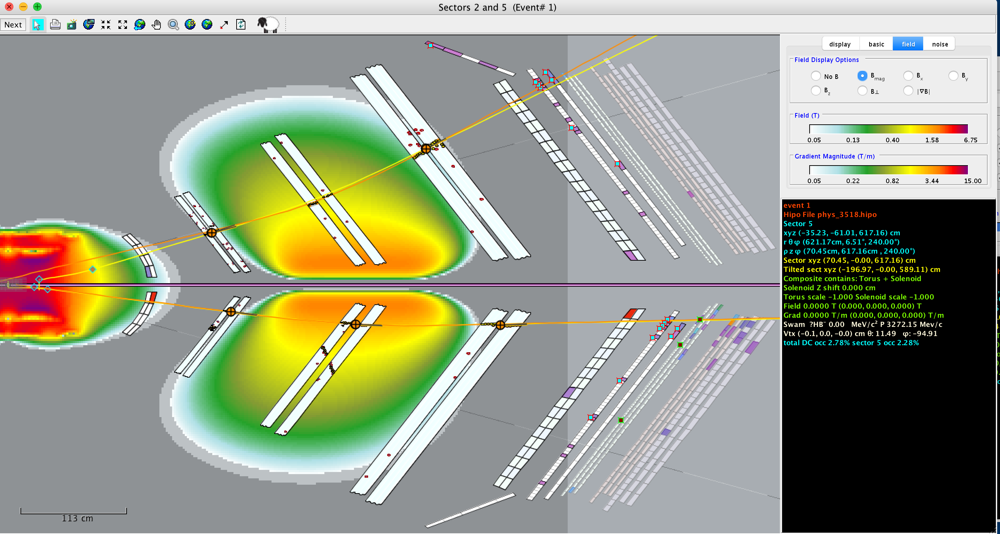 Sectors 2 and 5 (Event# 1)
Next
display basic field noise
Field Display Options
No B Bmag Bx By
Bz B⊥ |∇B|
Field (T)
0.05 0.13 0.40 1.58 6.75
Gradient Magnitude (T/m)
0.05 0.22 0.82 3.44 15.00
event 1
Hipo File phys_3518.hipo
Sector 5
xyz (-35.23, -61.01, 617.16) cm
r θ φ (621.17cm, 6.51°, 240.00°)
ρ z φ (70.45cm, 617.16cm , 240.00°)
Sector xyz (70.45, -0.00, 617.16) cm
Tilted sect xyz (-196.97, -0.00, 589.11) cm
Composite contains: Torus + Solenoid
Solenoid Z shift 0.000 cm
Torus scale -1.000 Solenoid scale -1.000
Field 0.0000 T (0.000, 0.000, 0.000) T
Grad 0.0000 T/m (0.000, 0.000, 0.000) T/m
Swam ?HB⁻ 0.00 MeV/c² P 3272.15 Mev/c
Vtx (-0.1, 0.0, -0.0) cm θ: 11.49 φ: -94.91
total DC occ 2.78% sector 5 occ 2.28%
113 cm